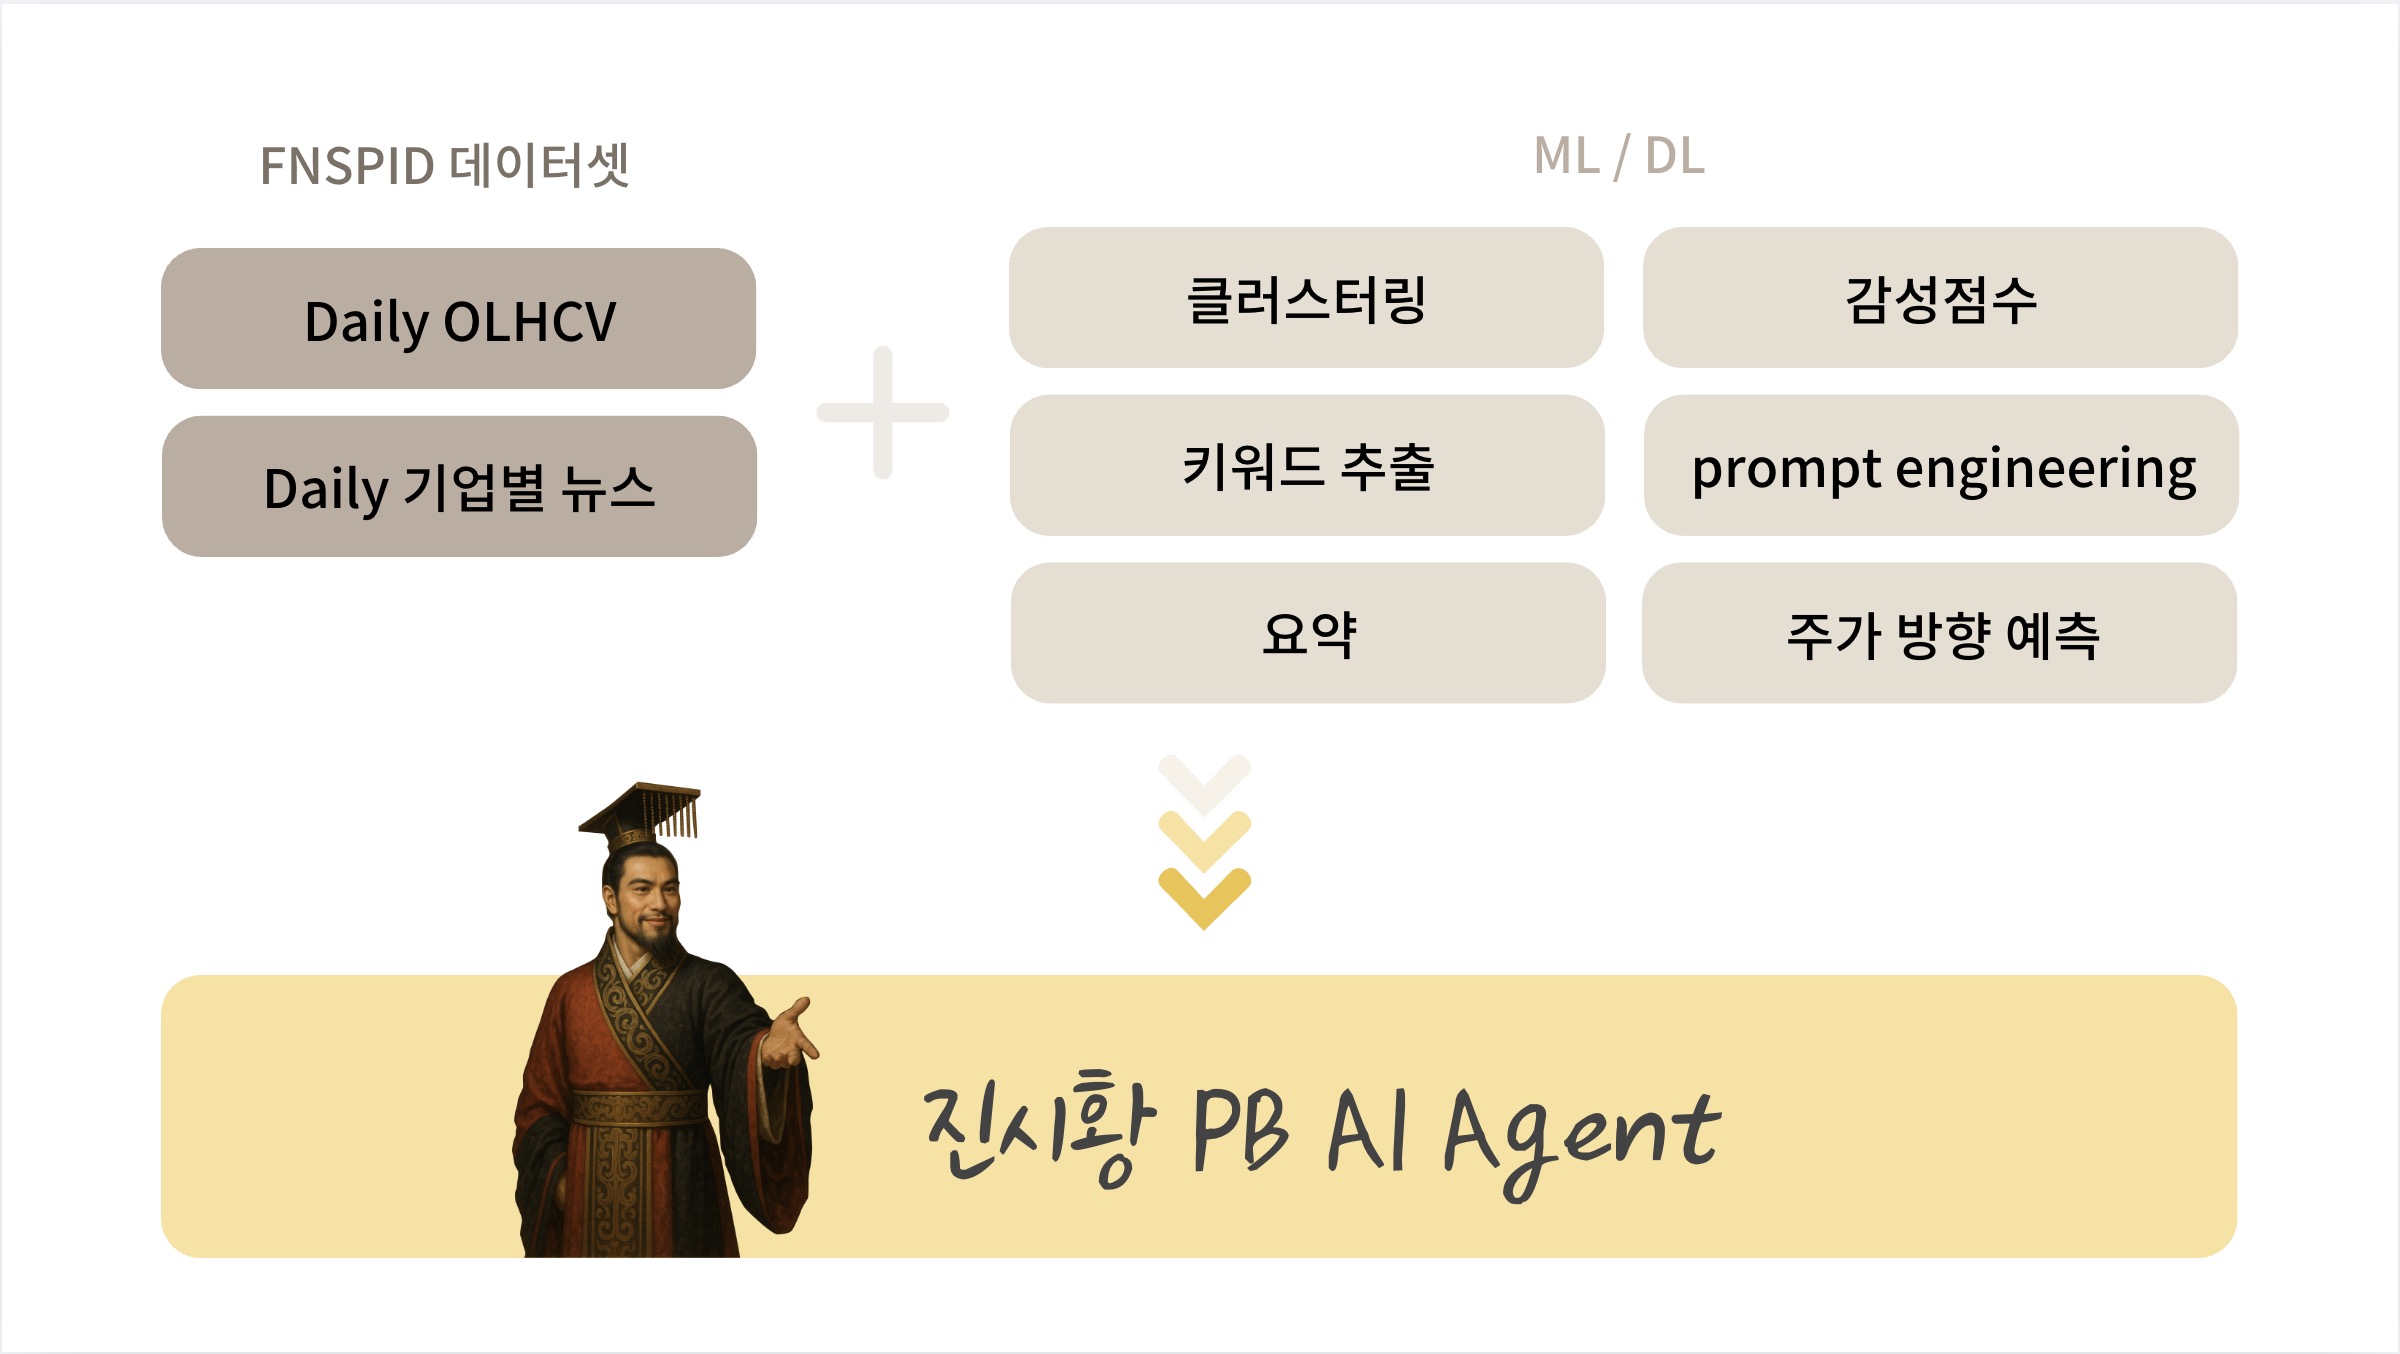 FNSPID 데이터셋
Daily OLHCV
Daily 기업별 뉴스
ML / DL
클러스터링
감성점수
키워드 추출
prompt engineering
요약
주가 방향 예측
진시황 PB AI Agent